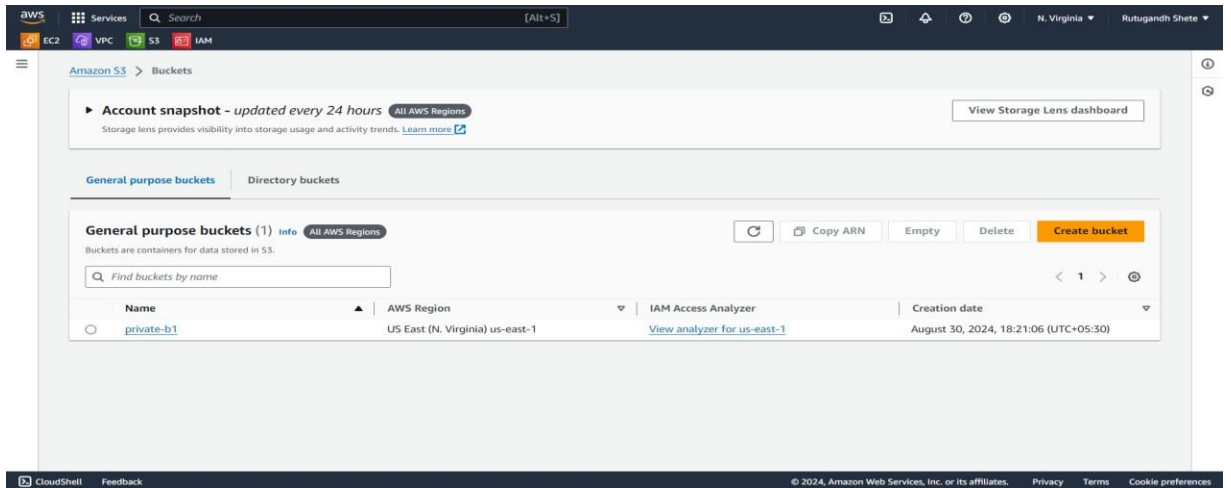 aws Services Search [Alt+S] N. Virginia ▼ Rutugandh Shete ▼
EC2 VPC S3 IAM
Amazon S3 > Buckets
▶ Account snapshot - updated every 24 hours All AWS Regions View Storage Lens dashboard
Storage lens provides visibility into storage usage and activity trends. Learn more
General purpose buckets Directory buckets
General purpose buckets (1) Info All AWS Regions Copy ARN Empty Delete Create bucket
Buckets are containers for data stored in S3.
Find buckets by name < 1 >
Name ▲ AWS Region ▽ IAM Access Analyzer Creation date ▽
private-b1 US East (N. Virginia) us-east-1 View analyzer for us-east-1 August 30, 2024, 18:21:06 (UTC+05:30)
CloudShell Feedback © 2024, Amazon Web Services, Inc. or its affiliates. Privacy Terms Cookie preferences